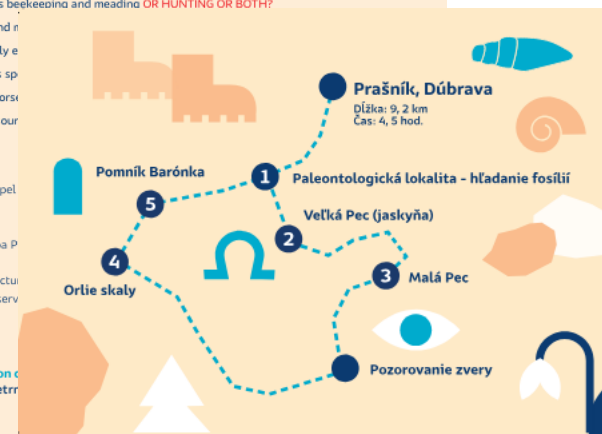 s beekeeping and meading OR HUNTING OR BOTH?
Prašník, Dúbrava
Dĺžka: 9, 2 km
Čas: 4, 5 hod.
Pomník Barónka
1
Paleontologická lokalita - hľadanie fosílií
5
Veľká Pec (jaskyňa)
2
4
3
Malá Pec
Orlie skaly
Pozorovanie zvery